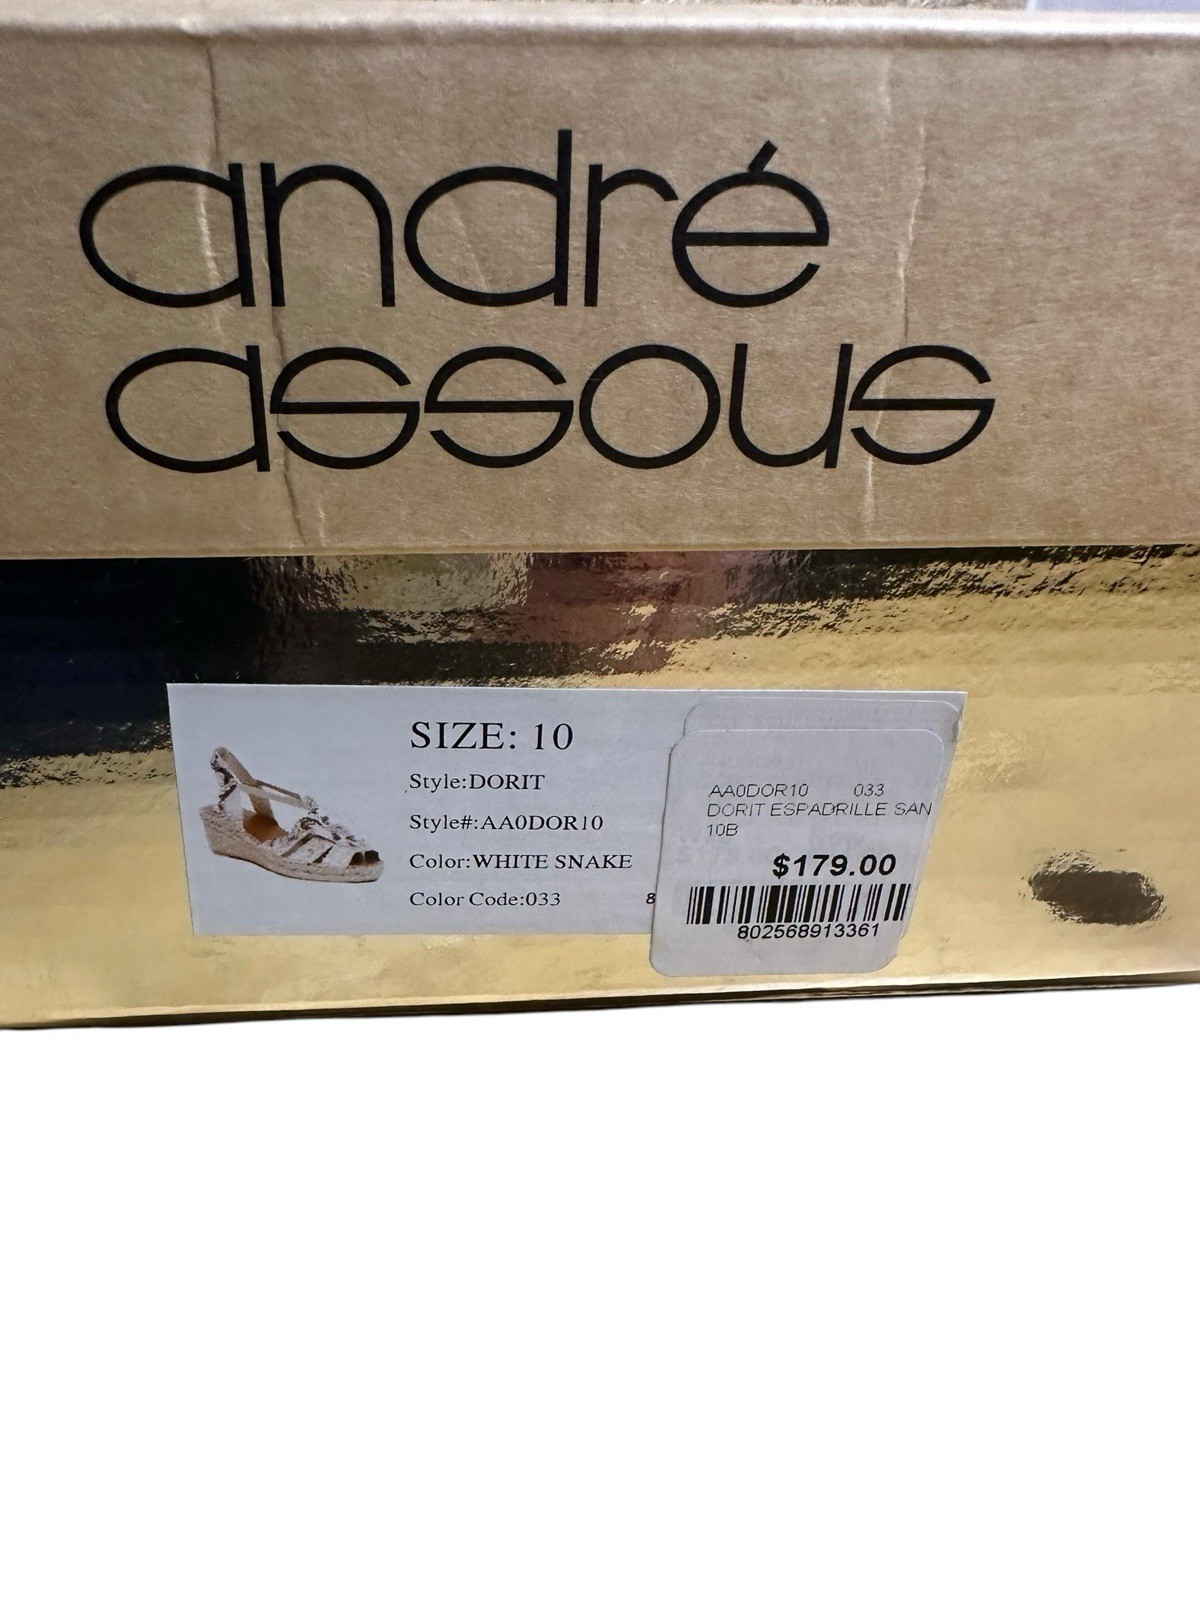 andré
assous
SIZE: 10
Style:DORIT
Style#:AA0DOR10
Color:WHITE SNAKE
Color Code:033
8
AA0DOR10 033
DORIT ESPADRILLE SAN
10B
$179.00
802568913361